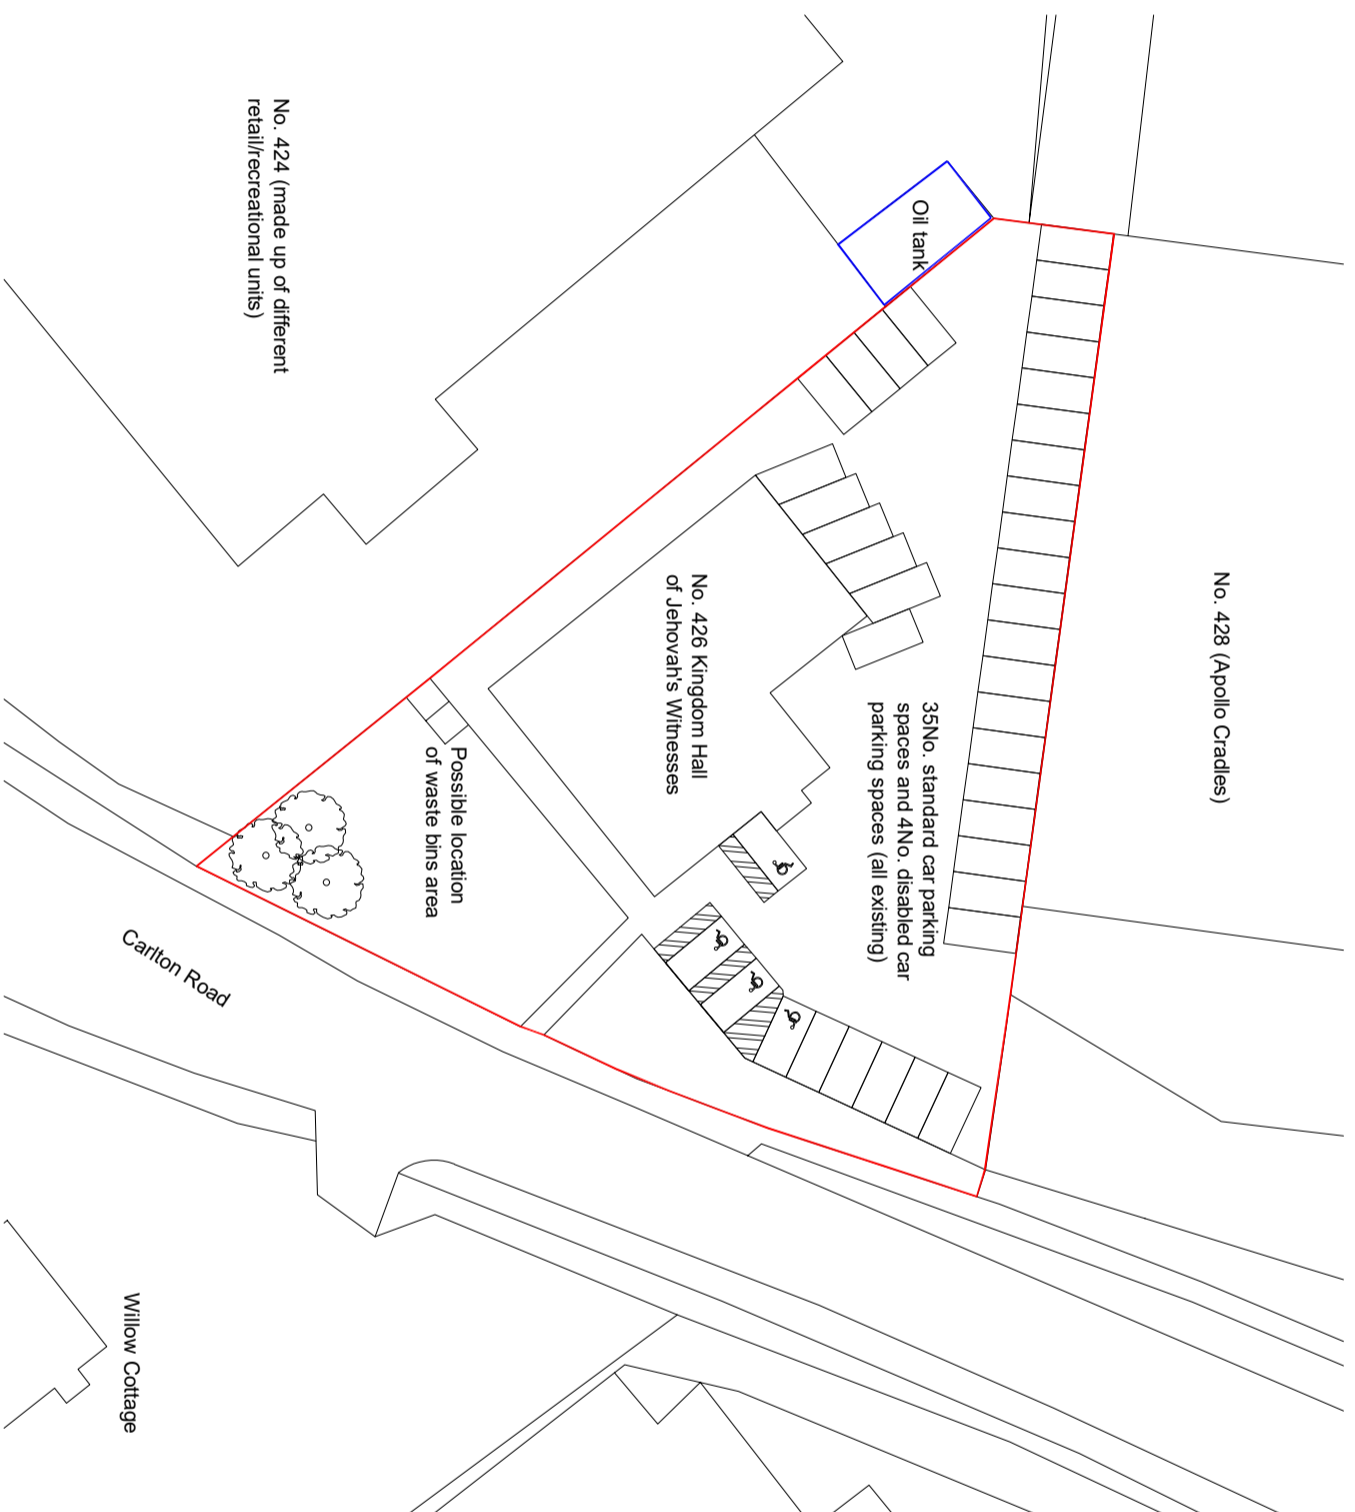 No. 424 (made up of different
retail/recreational units)
Oil tank
No. 428 (Apollo Cradles)
No. 426 Kingdom Hall
of Jehovah's Witnesses
35No. standard car parking
spaces and 4No. disabled car
parking spaces (all existing)
Possible location
of waste bins area
Carlton Road
Willow Cottage